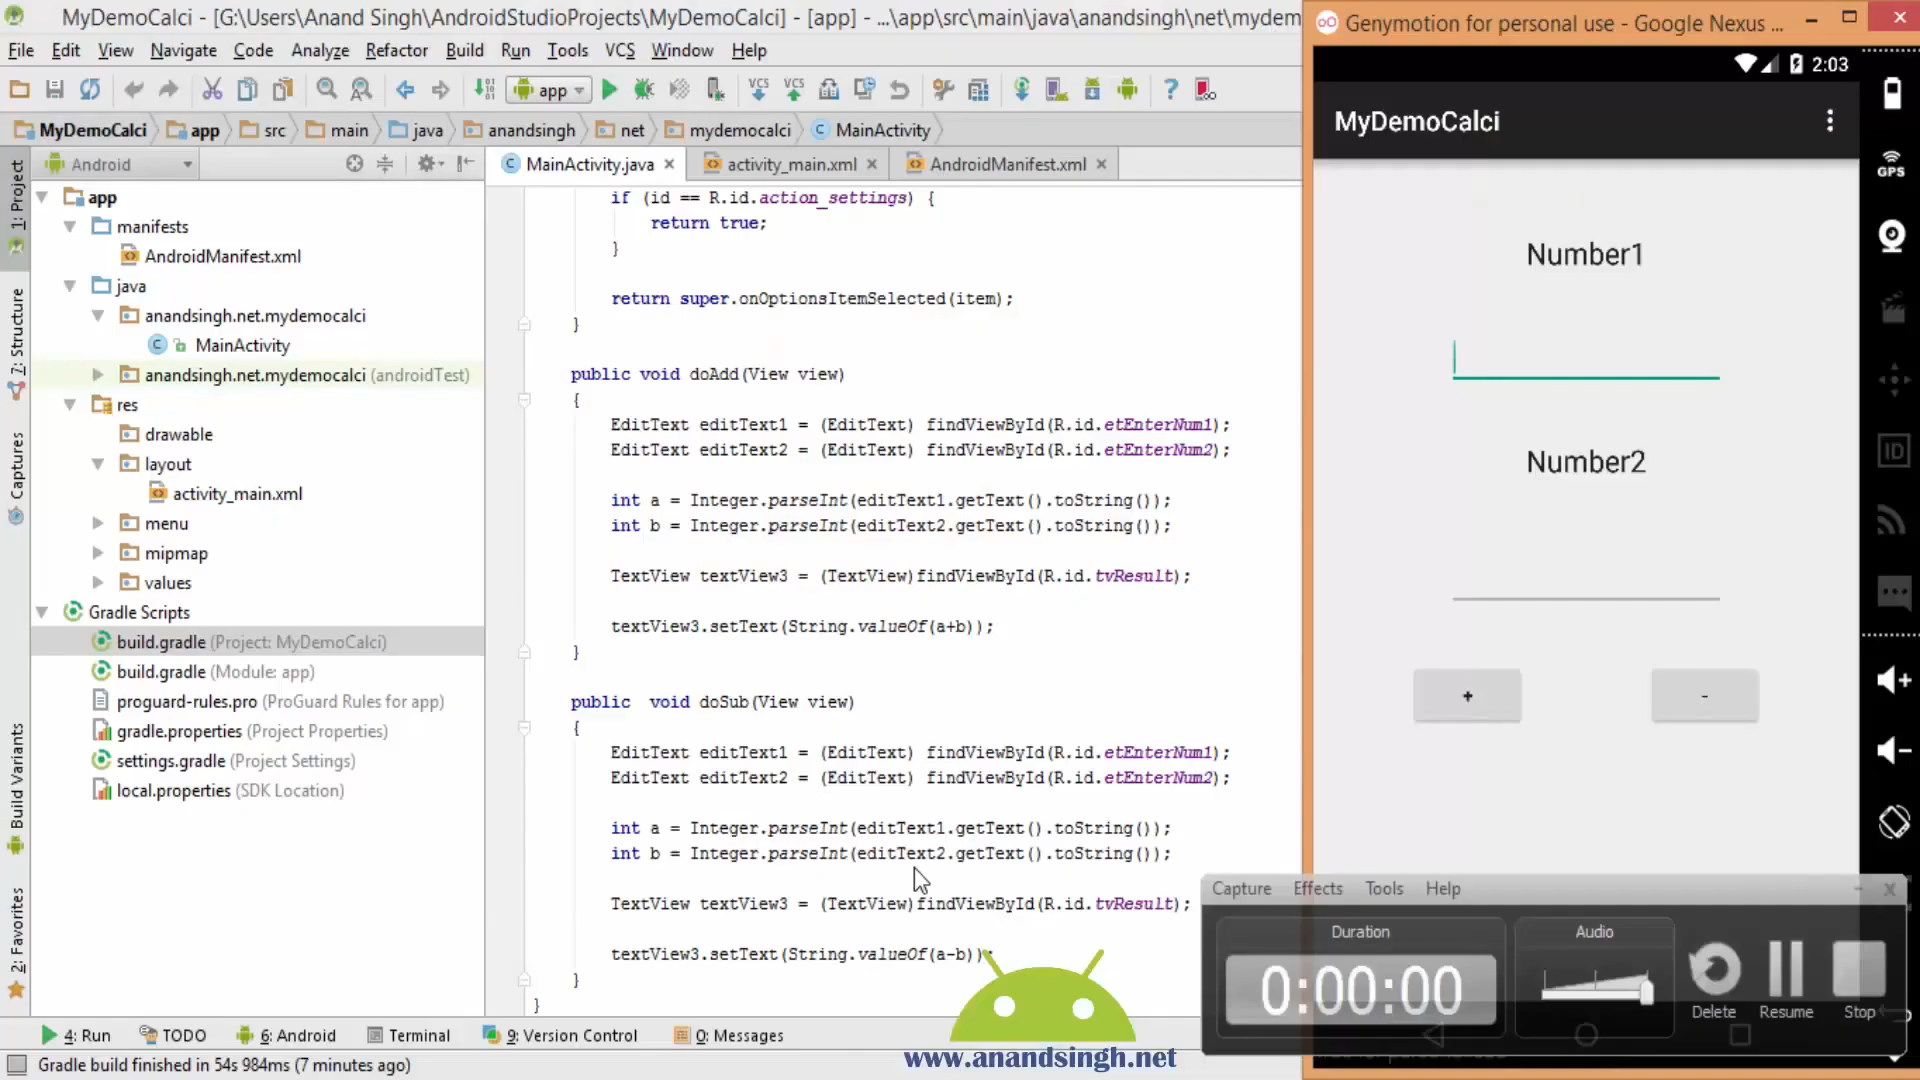 MyDemoCalci - [G:\Users\Anand Singh\AndroidStudioProjects\MyDemoCalci] - [app] - ...\app\src\main\java\anandsingh\net\mydem
File Edit View Navigate Code Analyze Refactor Build Run Tools VCS Window Help
app
VCS VCS
?
MyDemoCalci app src main java anandsingh net mydemocalci MainActivity
Android
MainActivity.java activity_main.xml AndroidManifest.xml
1: Project
7: Structure
Captures
Build Variants
2: Favorites
app
manifests
AndroidManifest.xml
java
anandsingh.net.mydemocalci
MainActivity
anandsingh.net.mydemocalci (androidTest)
res
drawable
layout
activity_main.xml
menu
mipmap
values
Gradle Scripts
build.gradle (Project: MyDemoCalci)
build.gradle (Module: app)
proguard-rules.pro (ProGuard Rules for app)
gradle.properties (Project Properties)
settings.gradle (Project Settings)
local.properties (SDK Location)
if (id == R.id.action_settings) {
return true;
}
return super.onOptionsItemSelected(item);
}
public void doAdd(View view)
{
EditText editText1 = (EditText) findViewById(R.id.etEnterNum1);
EditText editText2 = (EditText) findViewById(R.id.etEnterNum2);
int a = Integer.parseInt(editText1.getText().toString());
int b = Integer.parseInt(editText2.getText().toString());
TextView textView3 = (TextView)findViewById(R.id.tvResult);
textView3.setText(String.valueOf(a+b));
}
public  void doSub(View view)
{
EditText editText1 = (EditText) findViewById(R.id.etEnterNum1);
EditText editText2 = (EditText) findViewById(R.id.etEnterNum2);
int a = Integer.parseInt(editText1.getText().toString());
int b = Integer.parseInt(editText2.getText().toString());
TextView textView3 = (TextView)findViewById(R.id.tvResult);
textView3.setText(String.valueOf(a-b));
}
}
4: Run TODO 6: Android Terminal 9: Version Control 0: Messages
Gradle build finished in 54s 984ms (7 minutes ago)
www.anandsingh.net
Genymotion for personal use - Google Nexus ...
2:03
MyDemoCalci
Number1
Number2
+ -
GPS
ID
Capture Effects Tools Help
Duration
0:00:00
Audio
Delete Resume Stop